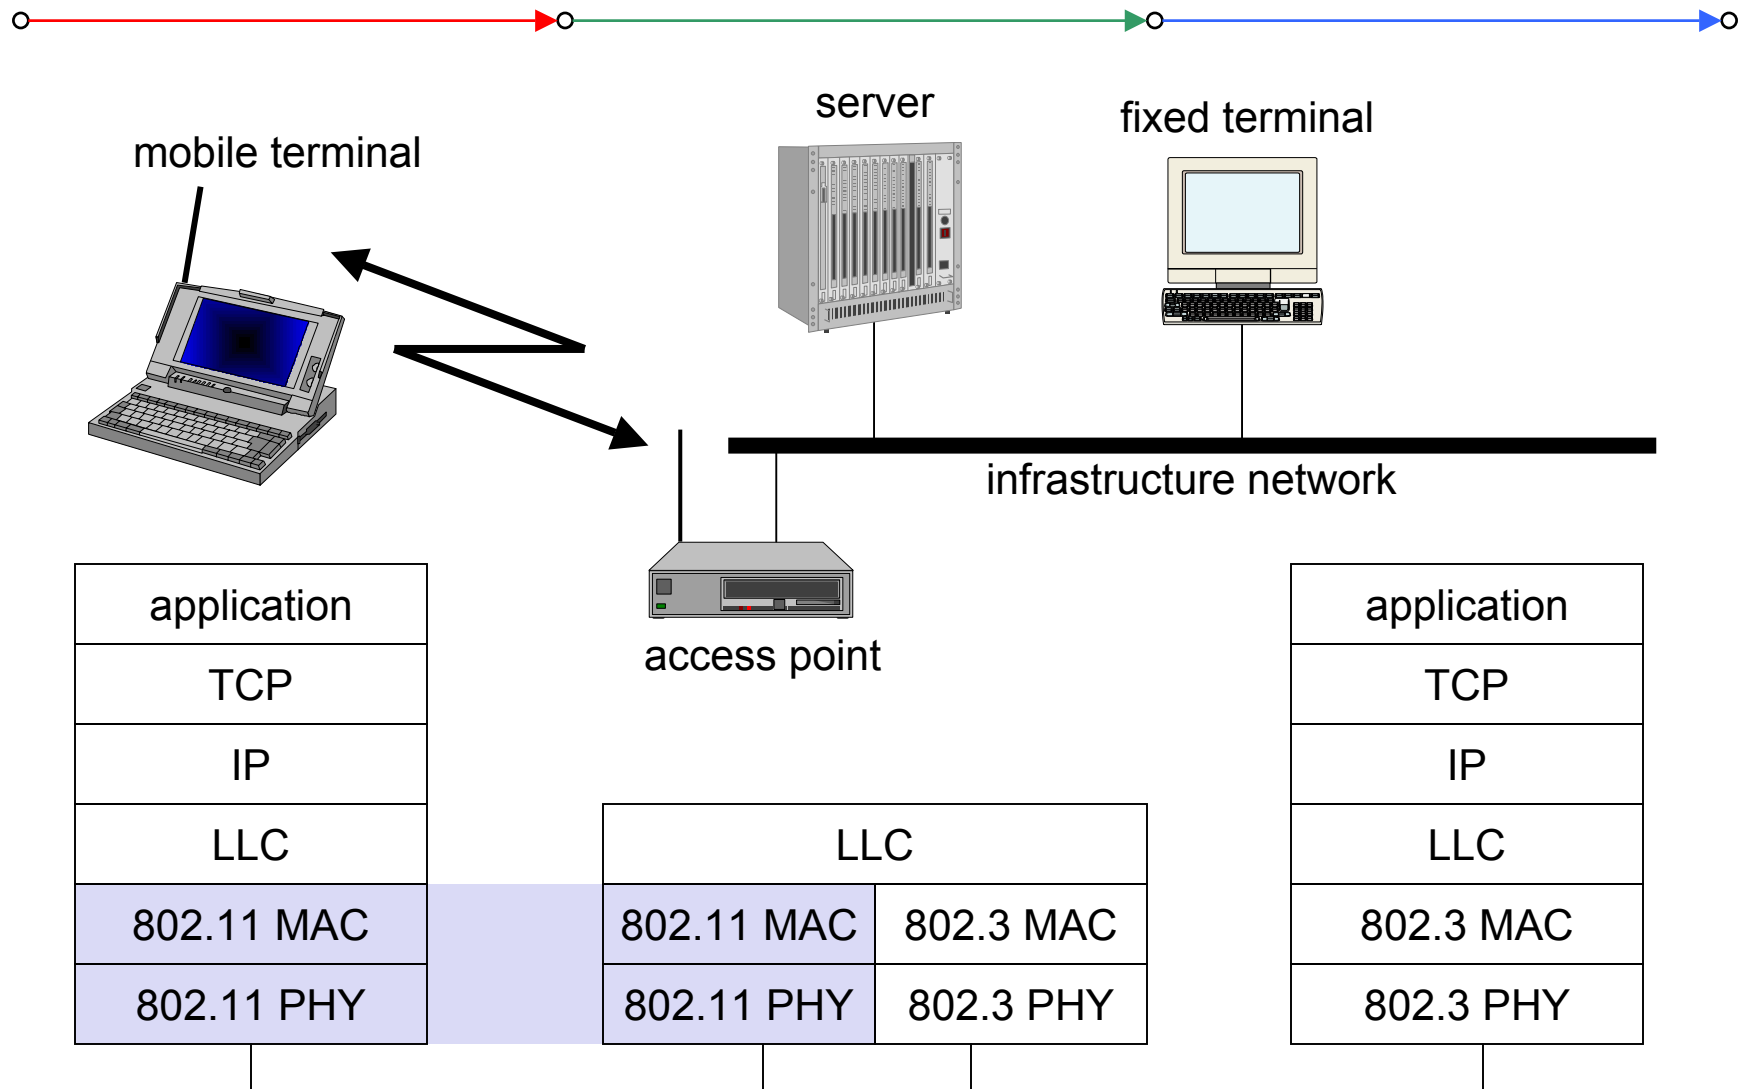 server
fixed terminal
mobile terminal
infrastructure network
access point
application
TCP
IP
LLC
802.11 MAC
802.11 PHY
LLC
802.11 MAC
802.3 MAC
802.11 PHY
802.3 PHY
application
TCP
IP
LLC
802.3 MAC
802.3 PHY